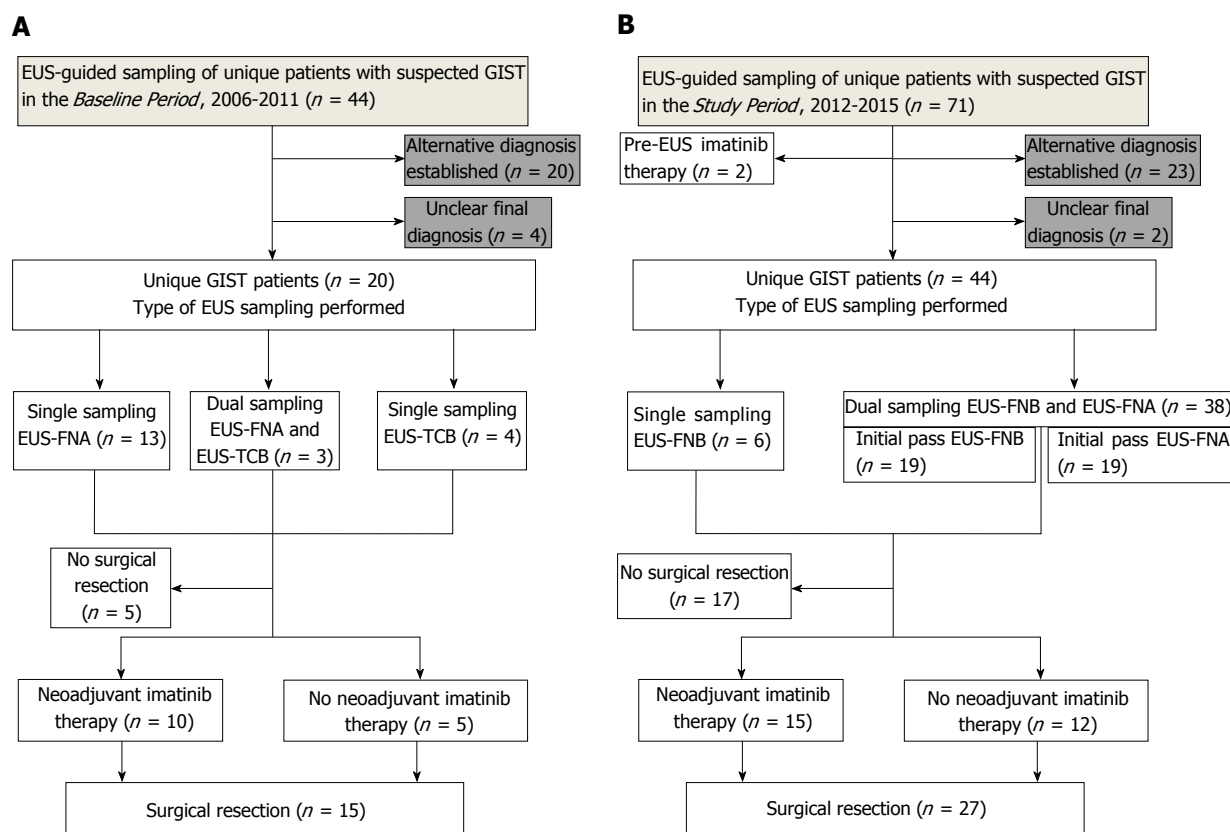 A
EUS-guided sampling of unique patients with suspected GIST
in the Baseline Period, 2006-2011 (n = 44)
Alternative diagnosis
established (n = 20)
Unclear final
diagnosis (n = 4)
Unique GIST patients (n = 20)
Type of EUS sampling performed
Single sampling
EUS-FNA (n = 13)
Dual sampling
EUS-FNA and
EUS-TCB (n = 3)
Single sampling
EUS-TCB (n = 4)
No surgical
resection
(n = 5)
Neoadjuvant imatinib
therapy (n = 10)
No neoadjuvant imatinib
therapy (n = 5)
Surgical resection (n = 15)
B
EUS-guided sampling of unique patients with suspected GIST
in the Study Period, 2012-2015 (n = 71)
Pre-EUS imatinib
therapy (n = 2)
Alternative diagnosis
established (n = 23)
Unclear final
diagnosis (n = 2)
Unique GIST patients (n = 44)
Type of EUS sampling performed
Single sampling
EUS-FNB (n = 6)
Dual sampling EUS-FNB and EUS-FNA (n = 38)
Initial pass EUS-FNB
(n = 19)
Initial pass EUS-FNA
(n = 19)
No surgical resection
(n = 17)
Neoadjuvant imatinib
therapy (n = 15)
No neoadjuvant imatinib
therapy (n = 12)
Surgical resection (n = 27)